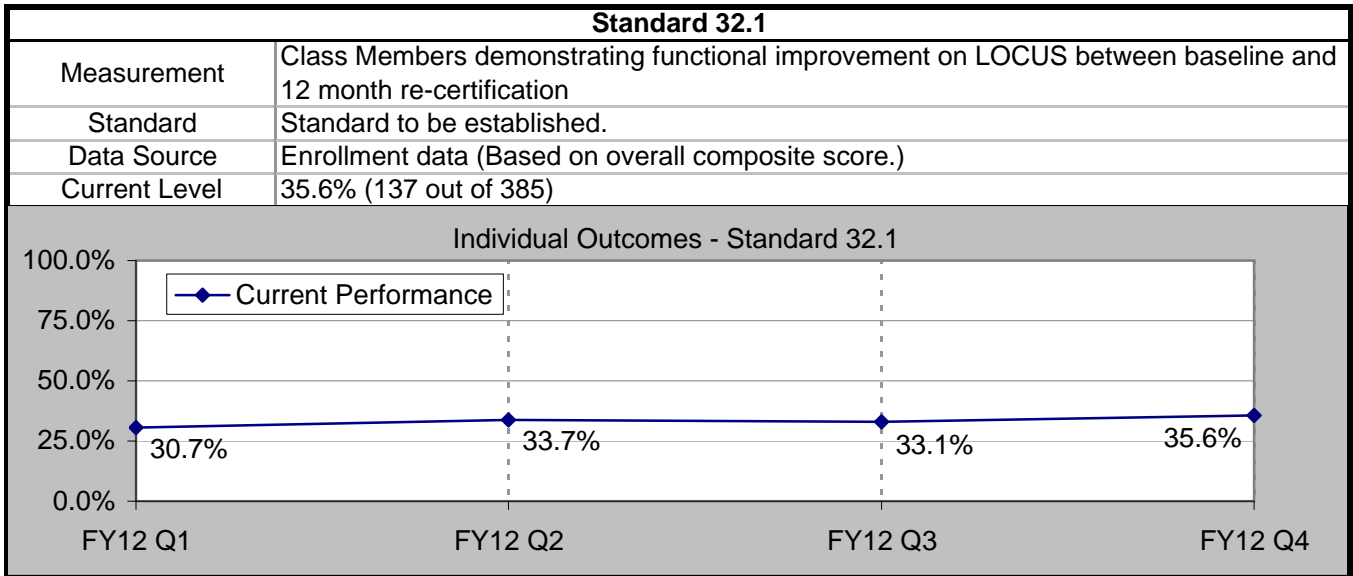 Standard 32.1
Measurement
Class Members demonstrating functional improvement on LOCUS between baseline and
12 month re-certification
Standard
Standard to be established.
Data Source
Enrollment data (Based on overall composite score.)
Current Level
35.6% (137 out of 385)
Individual Outcomes - Standard 32.1
100.0%
75.0%
50.0%
25.0%
0.0%
Current Performance
30.7%
33.7%
33.1%
35.6%
FY12 Q1
FY12 Q2
FY12 Q3
FY12 Q4